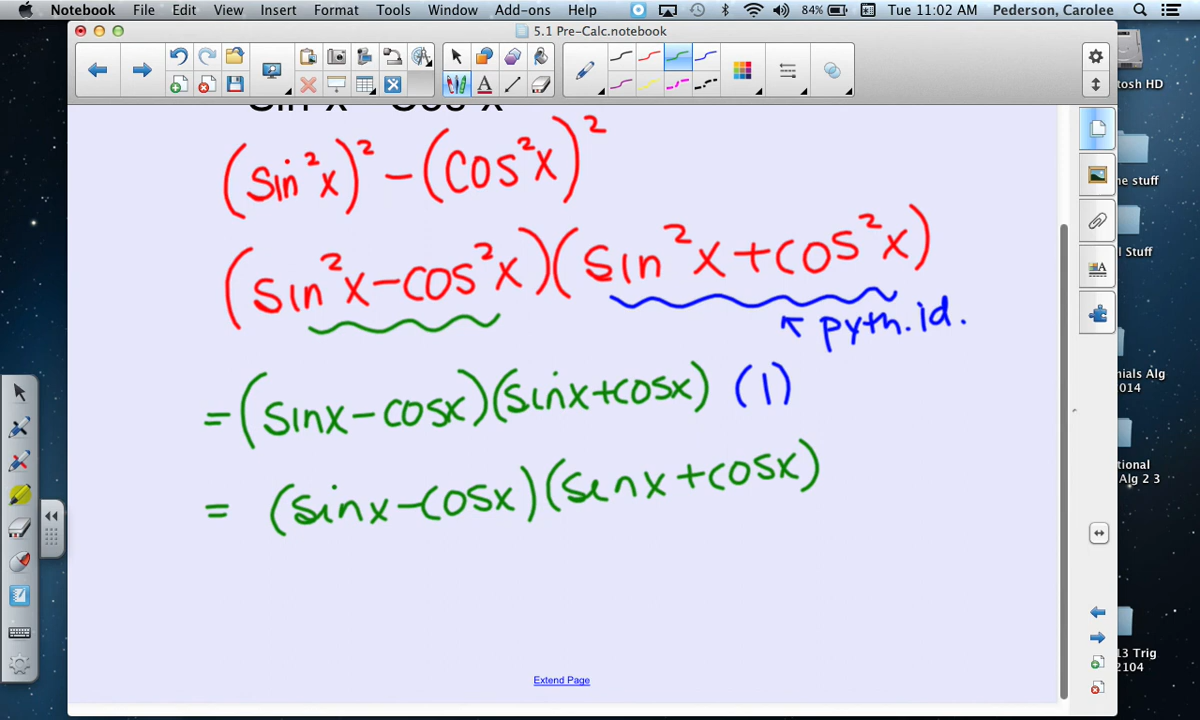 Notebook File Edit View Insert Format Tools Window Add-ons Help 84% Tue 11:02 AM Pederson, Carolee
5.1 Pre-Calc.notebook
(sin²x)² - (cos²x)²
(sin²x-cos²x)(sin²x+cos²x)
pyth. id.
=(sinx-cosx)(sinx+cosx) (1)
= (sinx-cosx)(sinx+cosx)
Extend Page
tosh HD
ne stuff
l Stuff
nials Alg
014
tional
Alg 2 3
13 Trig
2104